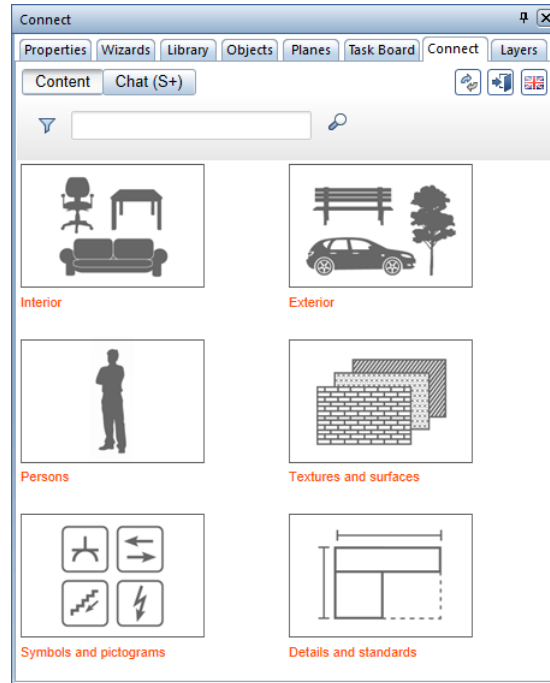 Connect
Properties Wizards Library Objects Planes Task Board Connect Layers
Content Chat (S+)
Interior Exterior
Persons Textures and surfaces
Symbols and pictograms Details and standards